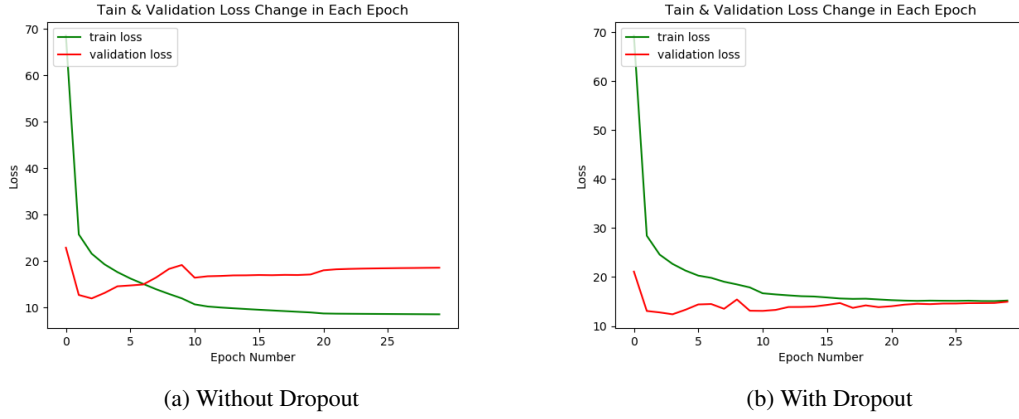 Tain & Validation Loss Change in Each Epoch
70
60
50
40
30
20
10
Loss
train loss
validation loss
0 5 10 15 20 25
Epoch Number
(a) Without Dropout
Tain & Validation Loss Change in Each Epoch
70
60
50
40
30
20
10
Loss
train loss
validation loss
0 5 10 15 20 25
Epoch Number
(b) With Dropout